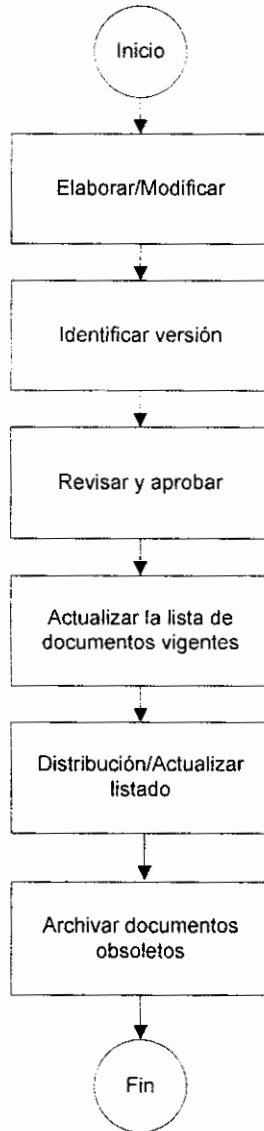 Inicio
Elaborar/Modificar
Identificar versión
Revisar y aprobar
Actualizar la lista de
documentos vigentes
Distribución/Actualizar
listado
Archivar documentos
obsoletos
Fin